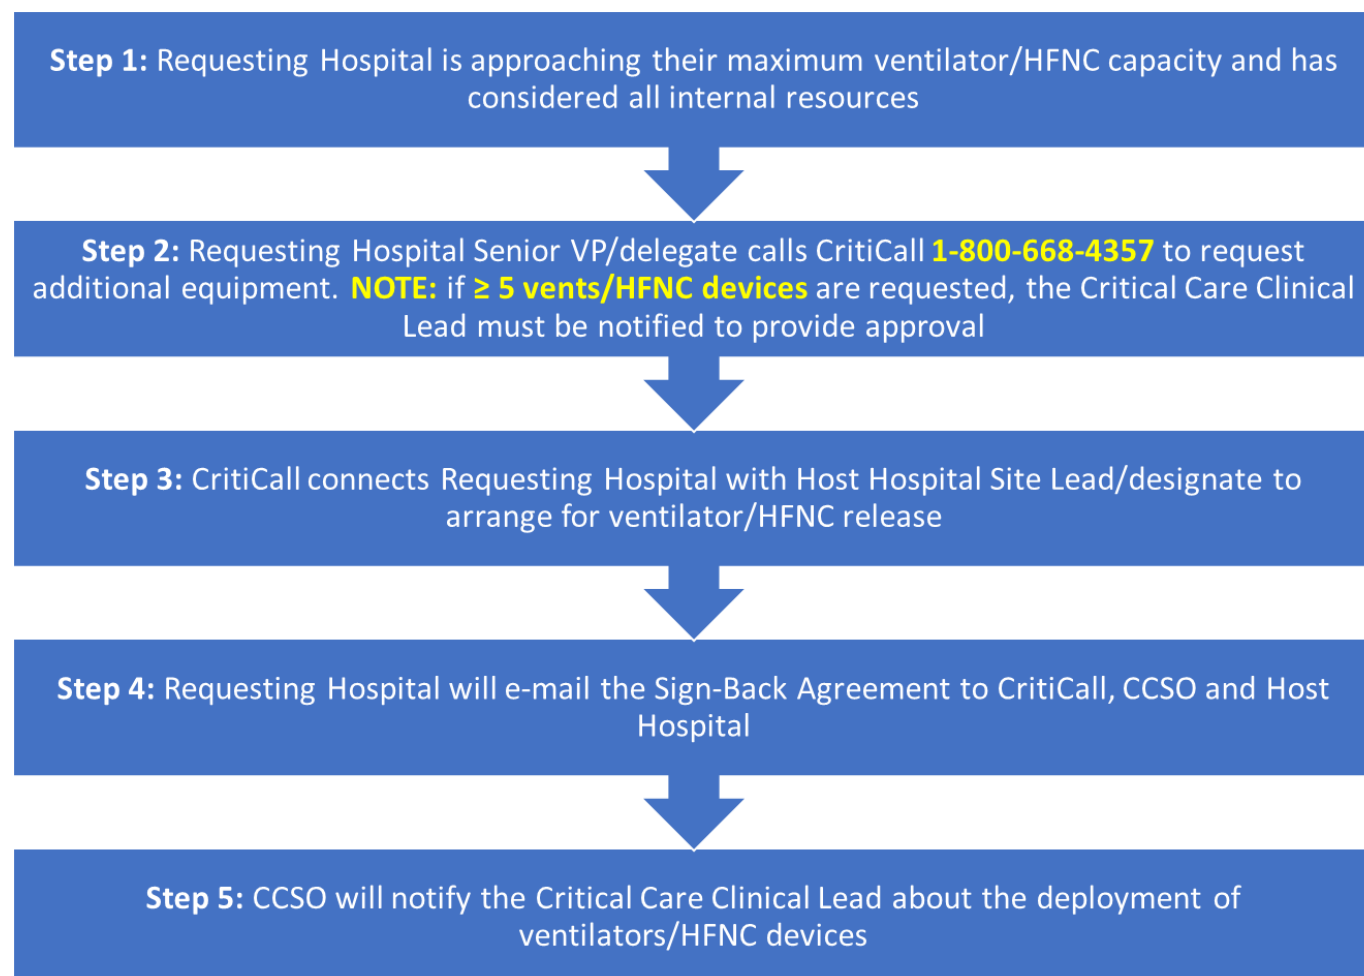 Step 1: Requesting Hospital is approaching their maximum ventilator/HFNC capacity and has
considered all internal resources
Step 2: Requesting Hospital Senior VP/delegate calls CritiCall 1-800-668-4357 to request
additional equipment. NOTE: if ≥ 5 vents/HFNC devices are requested, the Critical Care Clinical
Lead must be notified to provide approval
Step 3: CritiCall connects Requesting Hospital with Host Hospital Site Lead/designate to
arrange for ventilator/HFNC release
Step 4: Requesting Hospital will e-mail the Sign-Back Agreement to CritiCall, CCSO and Host
Hospital
Step 5: CCSO will notify the Critical Care Clinical Lead about the deployment of
ventilators/HFNC devices